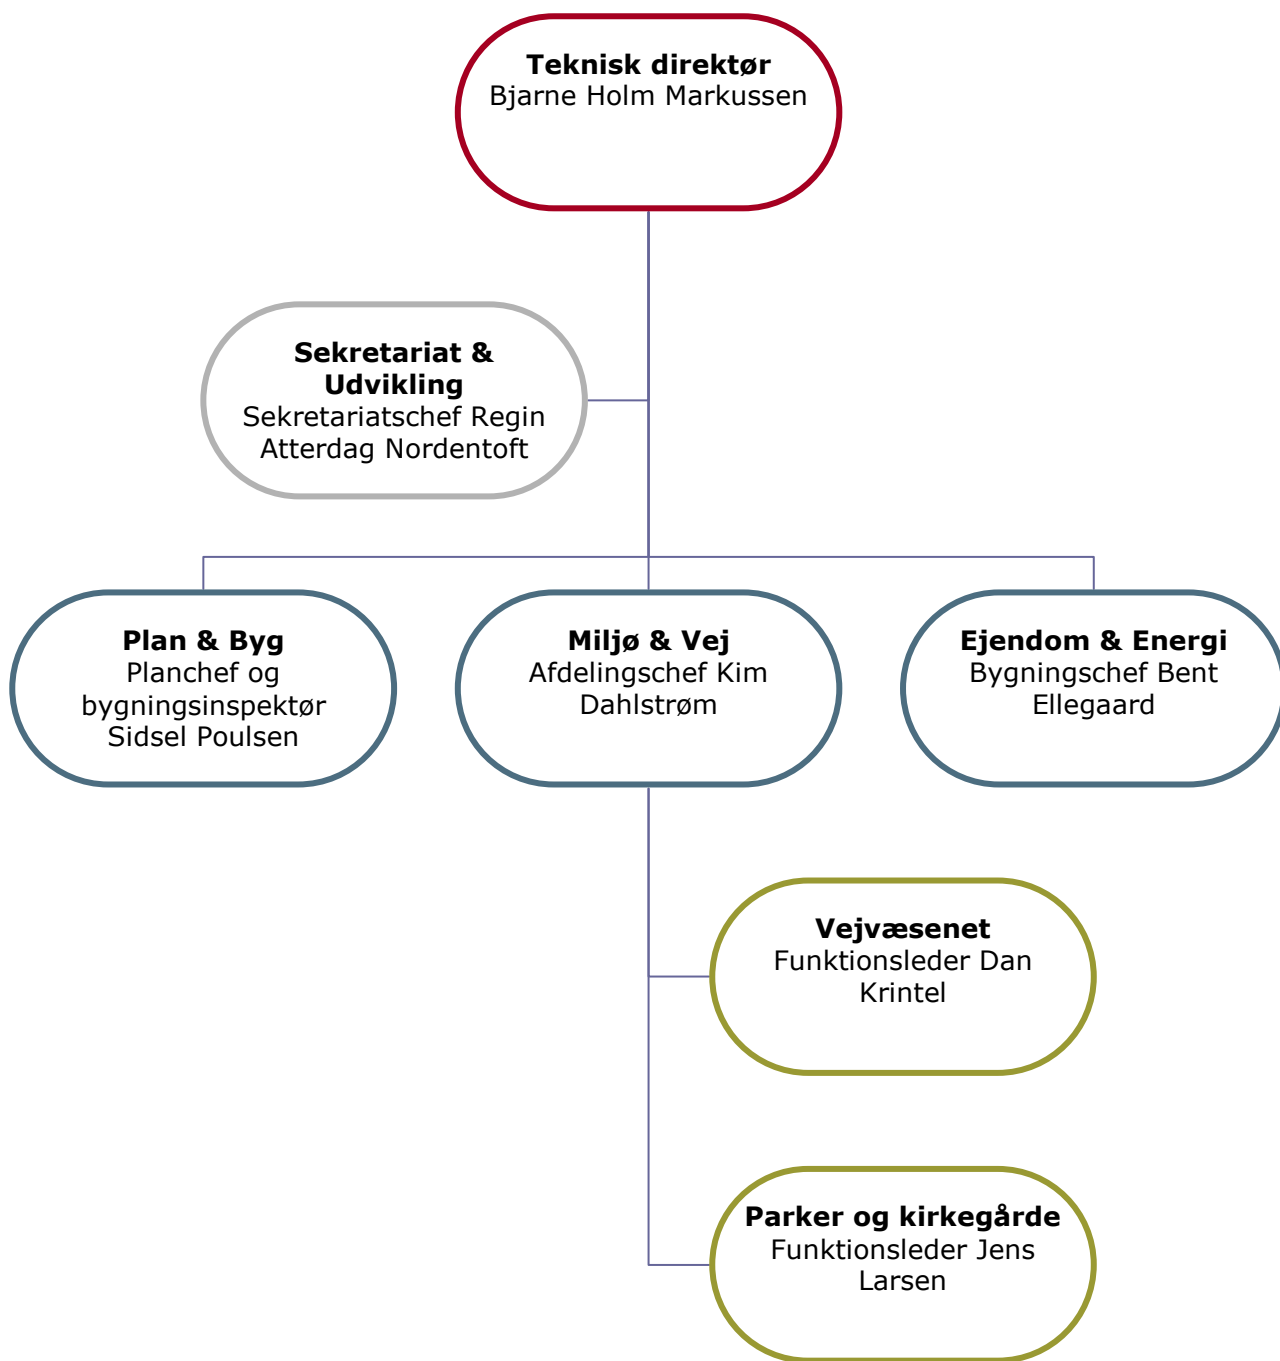 Teknisk direktør
Bjarne Holm Markussen
Sekretariat &
Udvikling
Sekretariatschef Regin
Atterdag Nordentoft
Plan & Byg
Planchef og
bygningsinspektør
Sidsel Poulsen
Miljø & Vej
Afdelingschef Kim
Dahlstrøm
Ejendom & Energi
Bygningschef Bent
Ellegaard
Vejvæsenet
Funktionsleder Dan
Krintel
Parker og kirkegårde
Funktionsleder Jens
Larsen